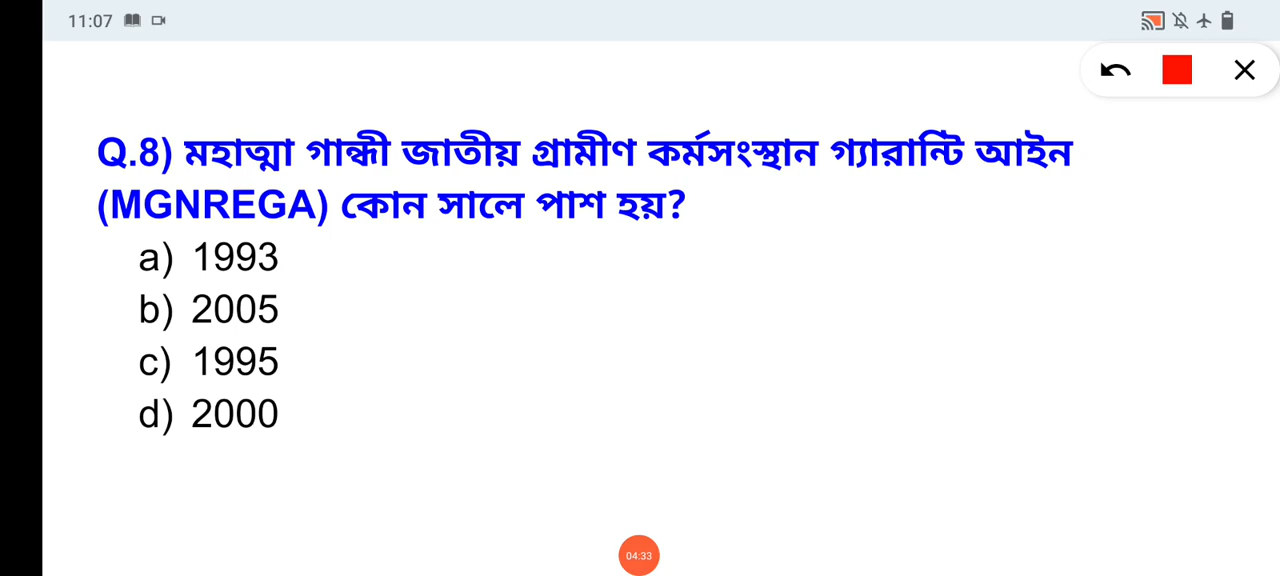 11:07
Q.8) মহাত্মা গান্ধী জাতীয় গ্রামীণ কর্মসংস্থান গ্যারান্টি আইন
(MGNREGA) কোন সালে পাশ হয়?
a) 1993
b) 2005
c) 1995
d) 2000
04:33